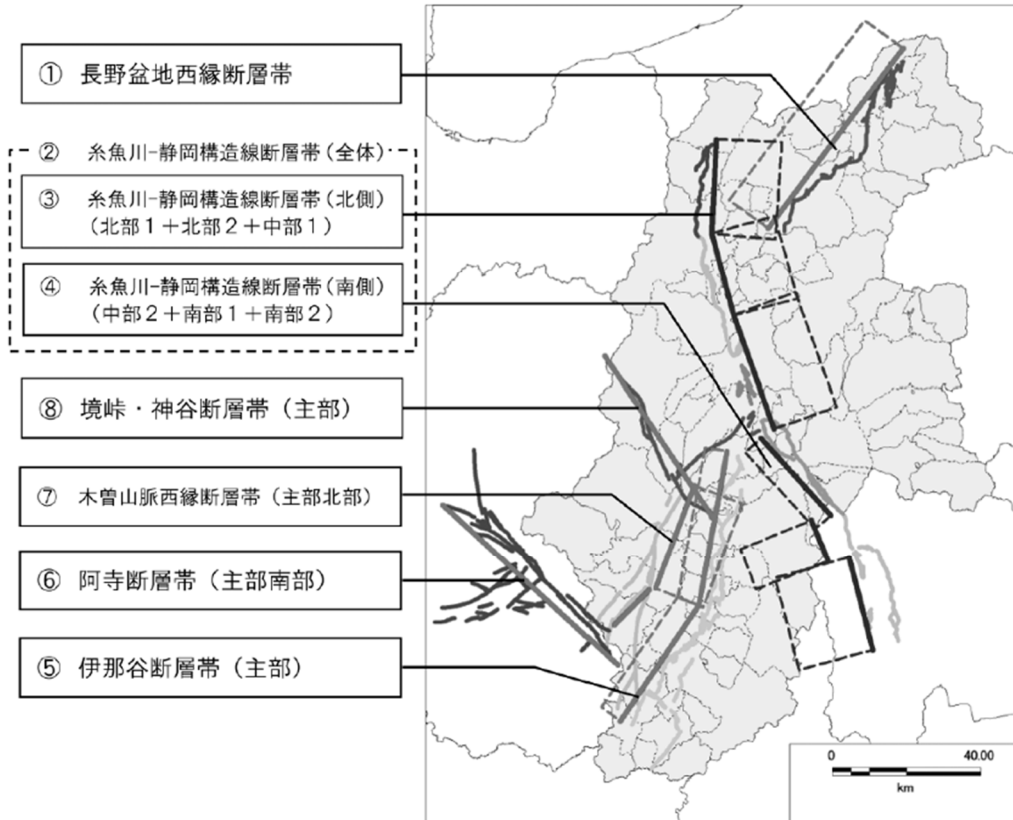 ① 長野盆地西縁断層帯
② 糸魚川-静岡構造線断層帯(全体)
③ 糸魚川-静岡構造線断層帯(北側)
(北部1+北部2+中部1)
④ 糸魚川-静岡構造線断層帯(南側)
(中部2+南部1+南部2)
⑧ 境峠・神谷断層帯(主部)
⑦ 木曽山脈西縁断層帯(主部北部)
⑥ 阿寺断層帯(主部南部)
⑤ 伊那谷断層帯(主部)
0 40.00
km